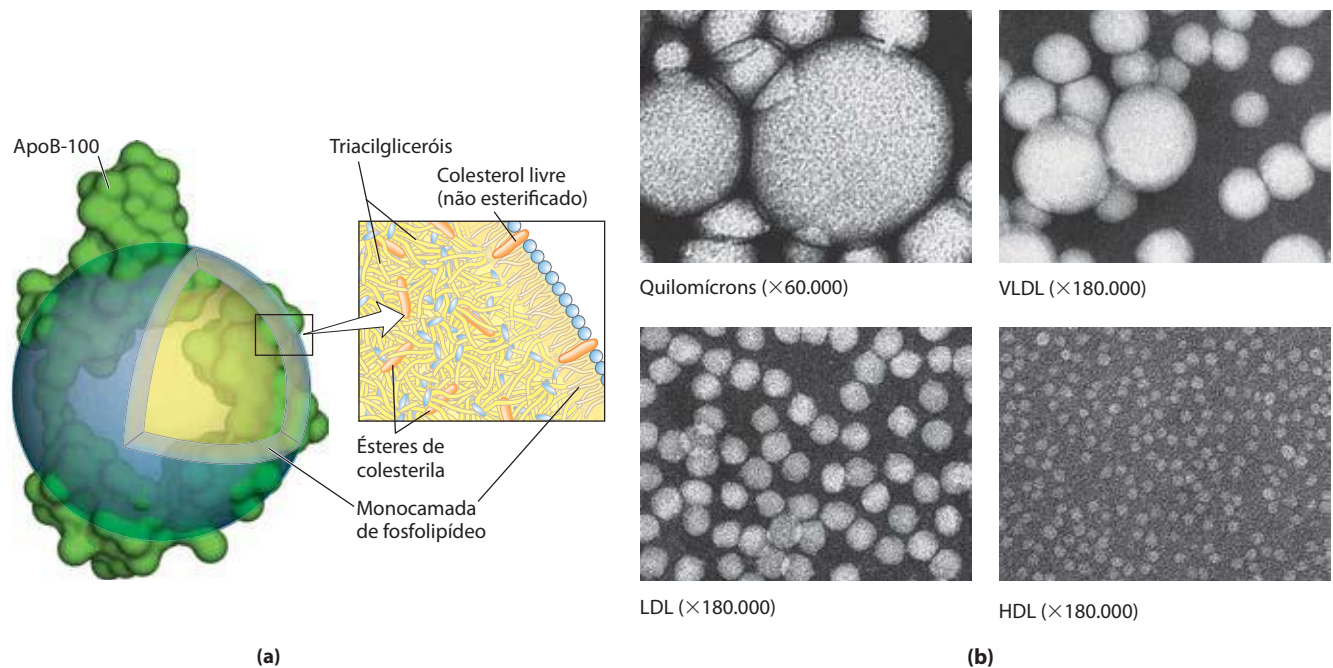 ApoB-100
Triacilgliceróis
Colesterol livre
(não esterificado)
Ésteres de
colesterila
Monocamada
de fosfolipídeo
(a)
Quilomícrons (×60.000)
VLDL (×180.000)
LDL (×180.000)
HDL (×180.000)
(b)